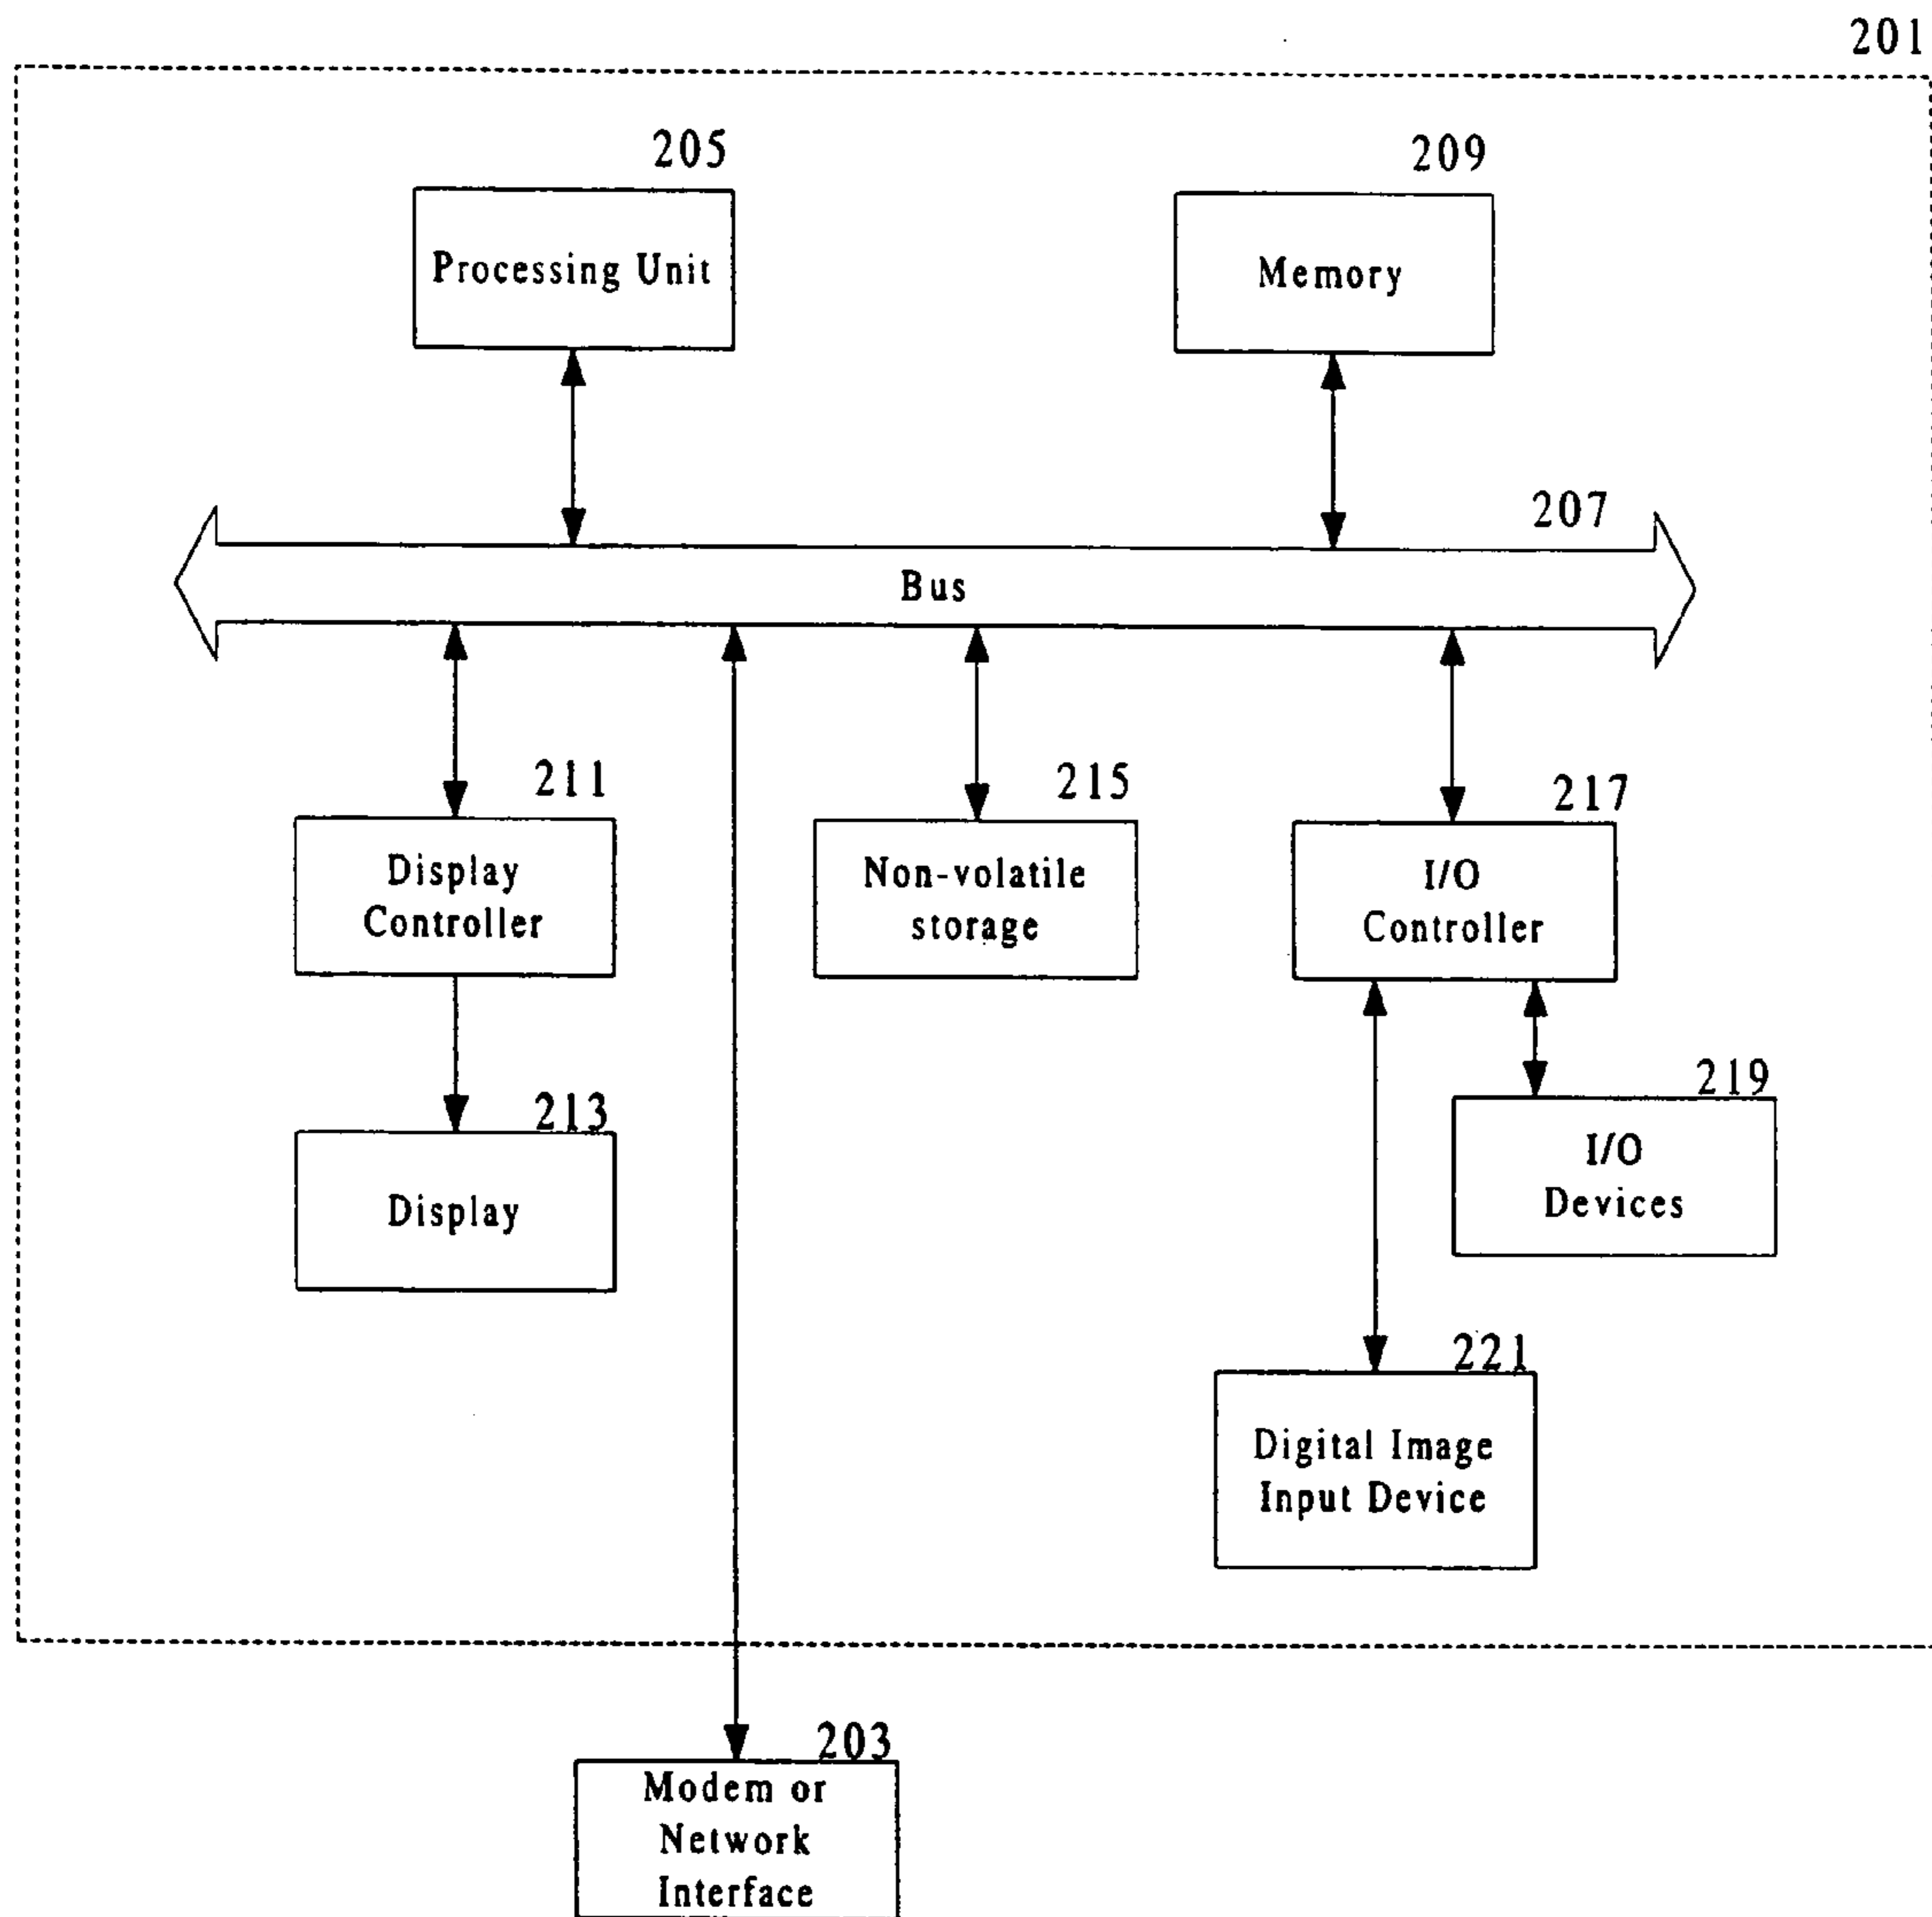 201
205
Processing Unit
209
Memory
207
Bus
211
Display
Controller
215
Non-volatile
storage
217
I/O
Controller
213
Display
219
I/O
Devices
221
Digital Image
Input Device
203
Modem or
Network
Interface